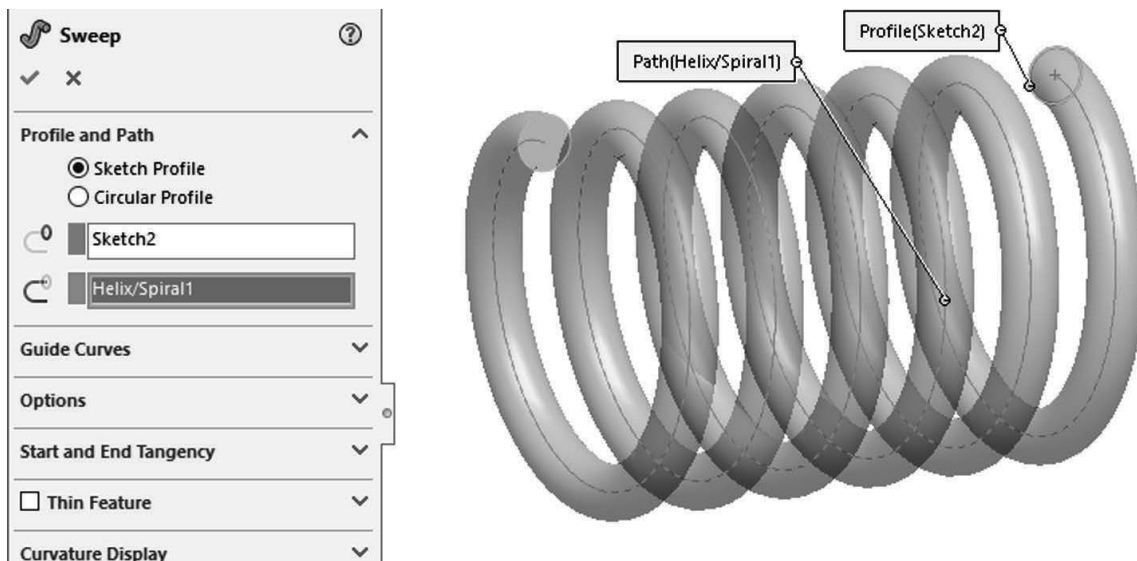 Sweep
Profile and Path
Sketch Profile
Circular Profile
Sketch2
Helix/Spiral1
Guide Curves
Options
Start and End Tangency
Thin Feature
Curvature Display
Path(Helix/Spiral1)
Profile(Sketch2)